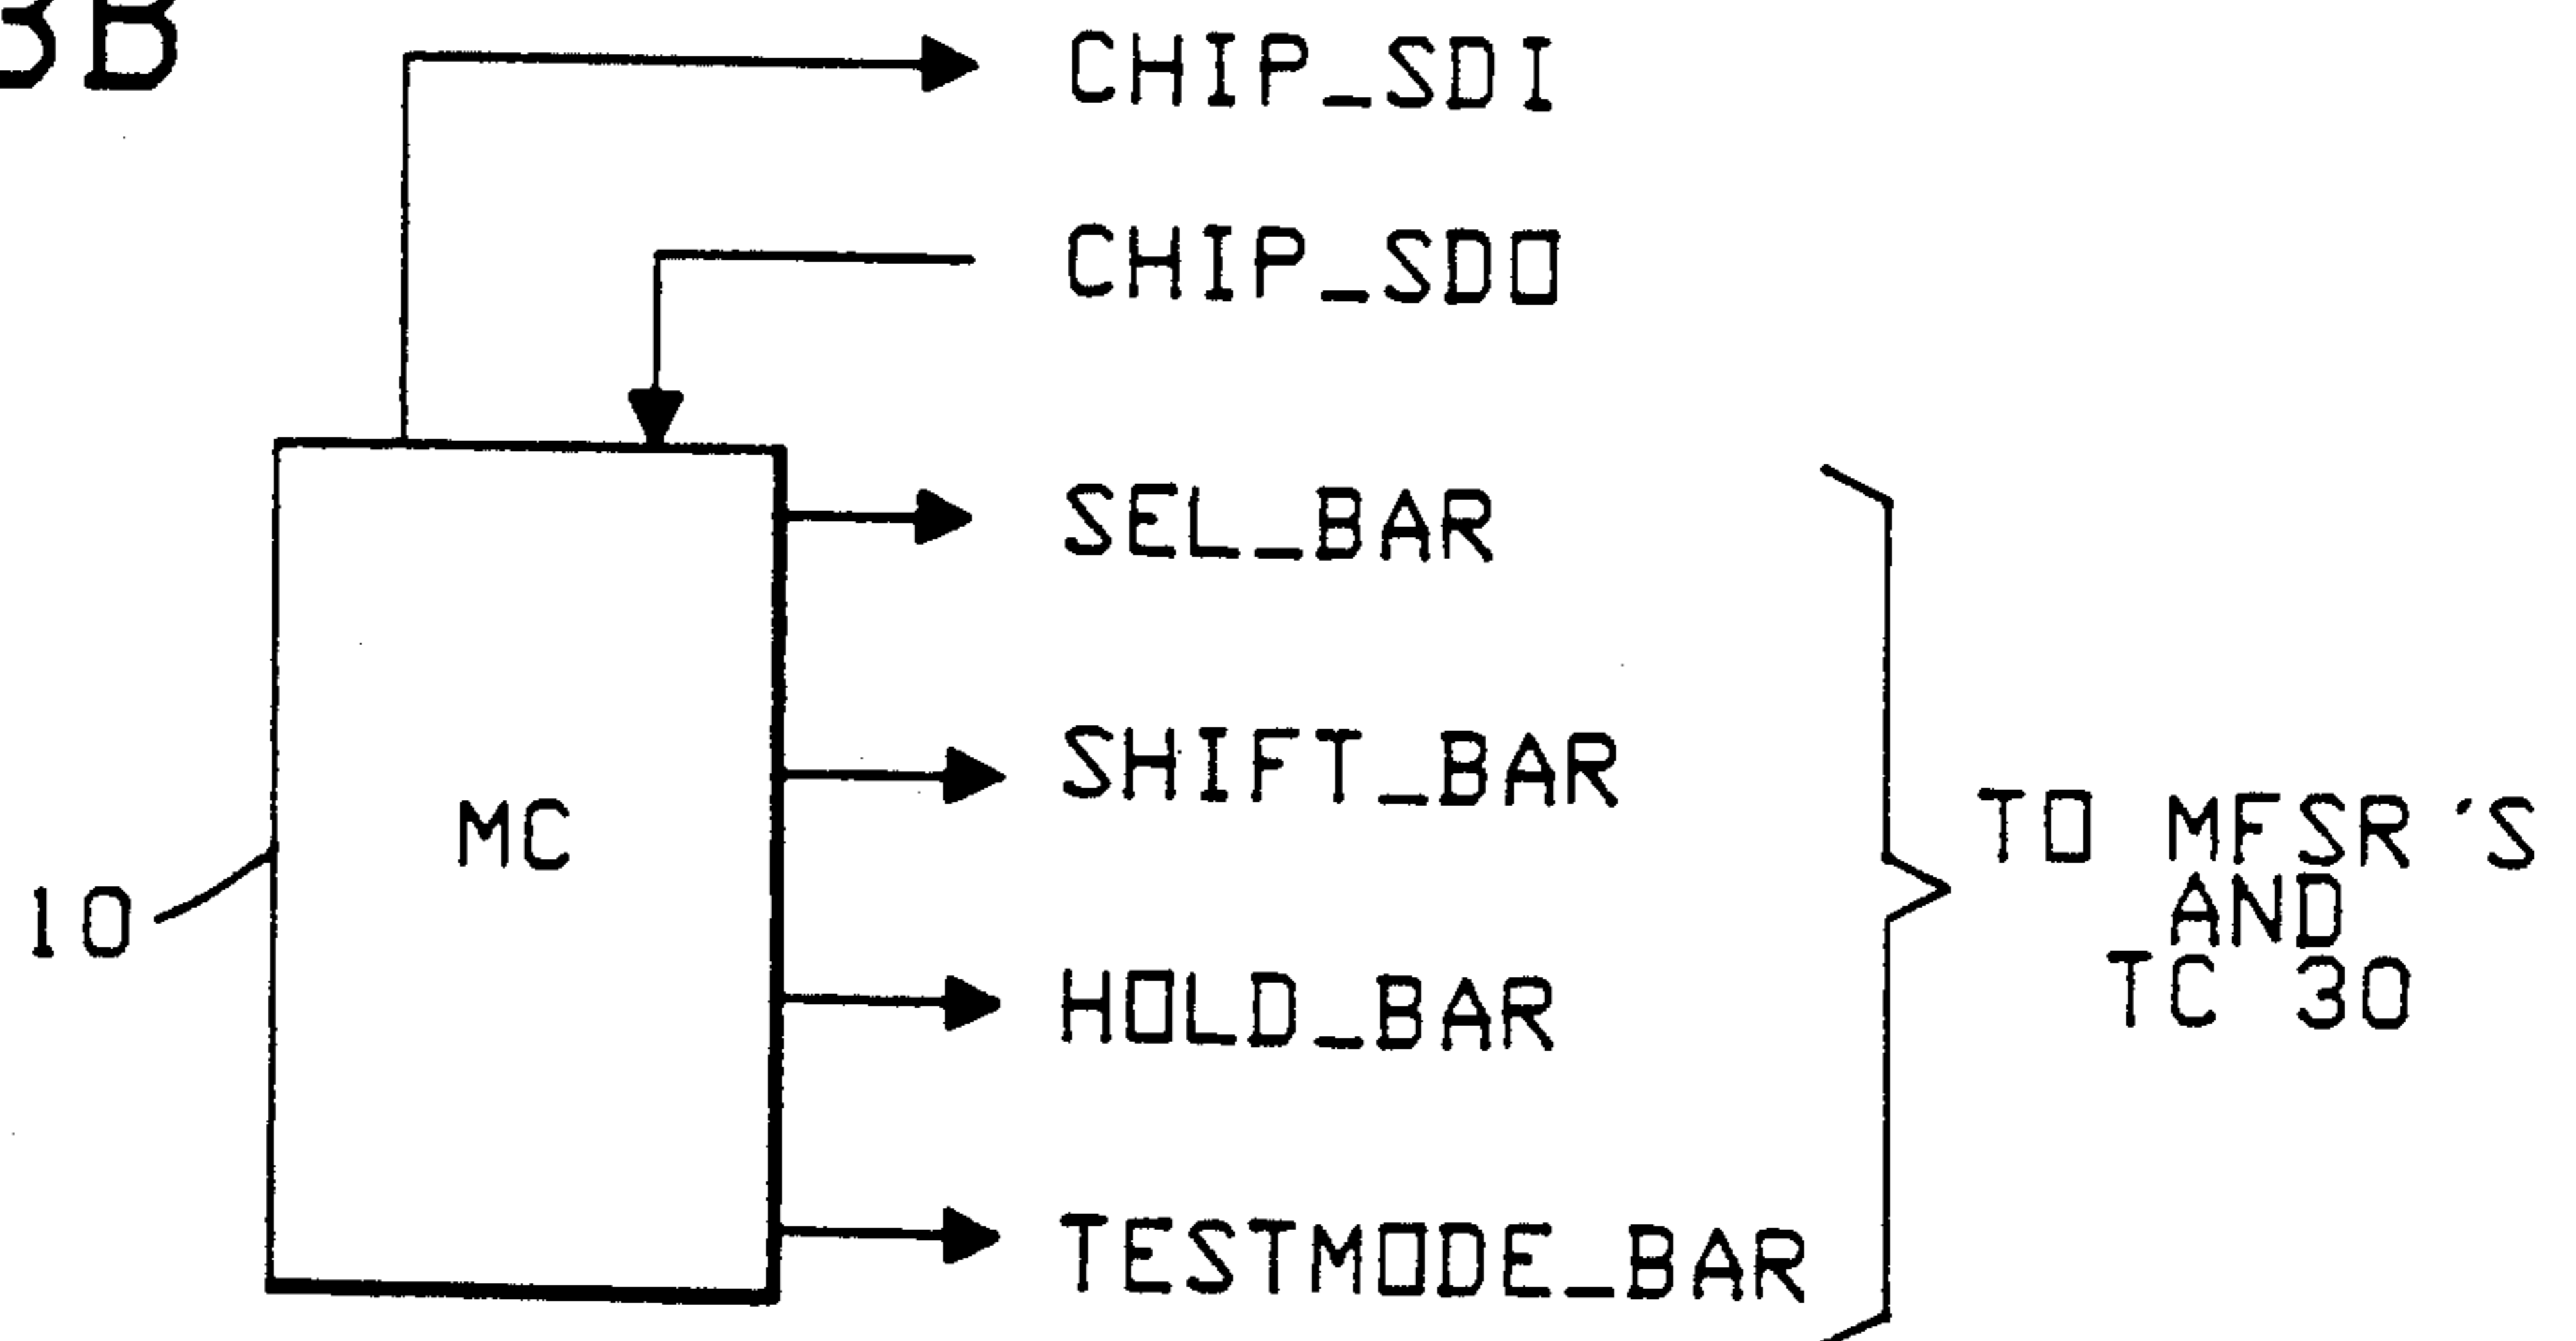 3B
CHIP_SDI
CHIP_SDO
SEL_BAR
SHIFT_BAR
MC
TO MFSR'S
AND
10
TC 30
HOLD_BAR
TESTMODE_BAR